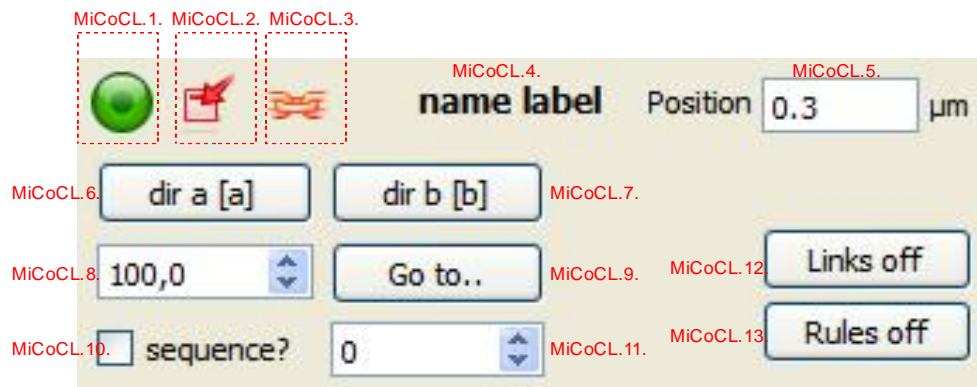 MiCoCL.1. MiCoCL.2. MiCoCL.3.
MiCoCL.4. MiCoCL.5.
name label Position 0.3 µm
MiCoCL.6. dir a [a] dir b [b] MiCoCL.7.
MiCoCL.8. 100,0 Go to.. MiCoCL.9. MiCoCL.12 Links off
MiCoCL.10. sequence? 0 MiCoCL.11. MiCoCL.13 Rules off